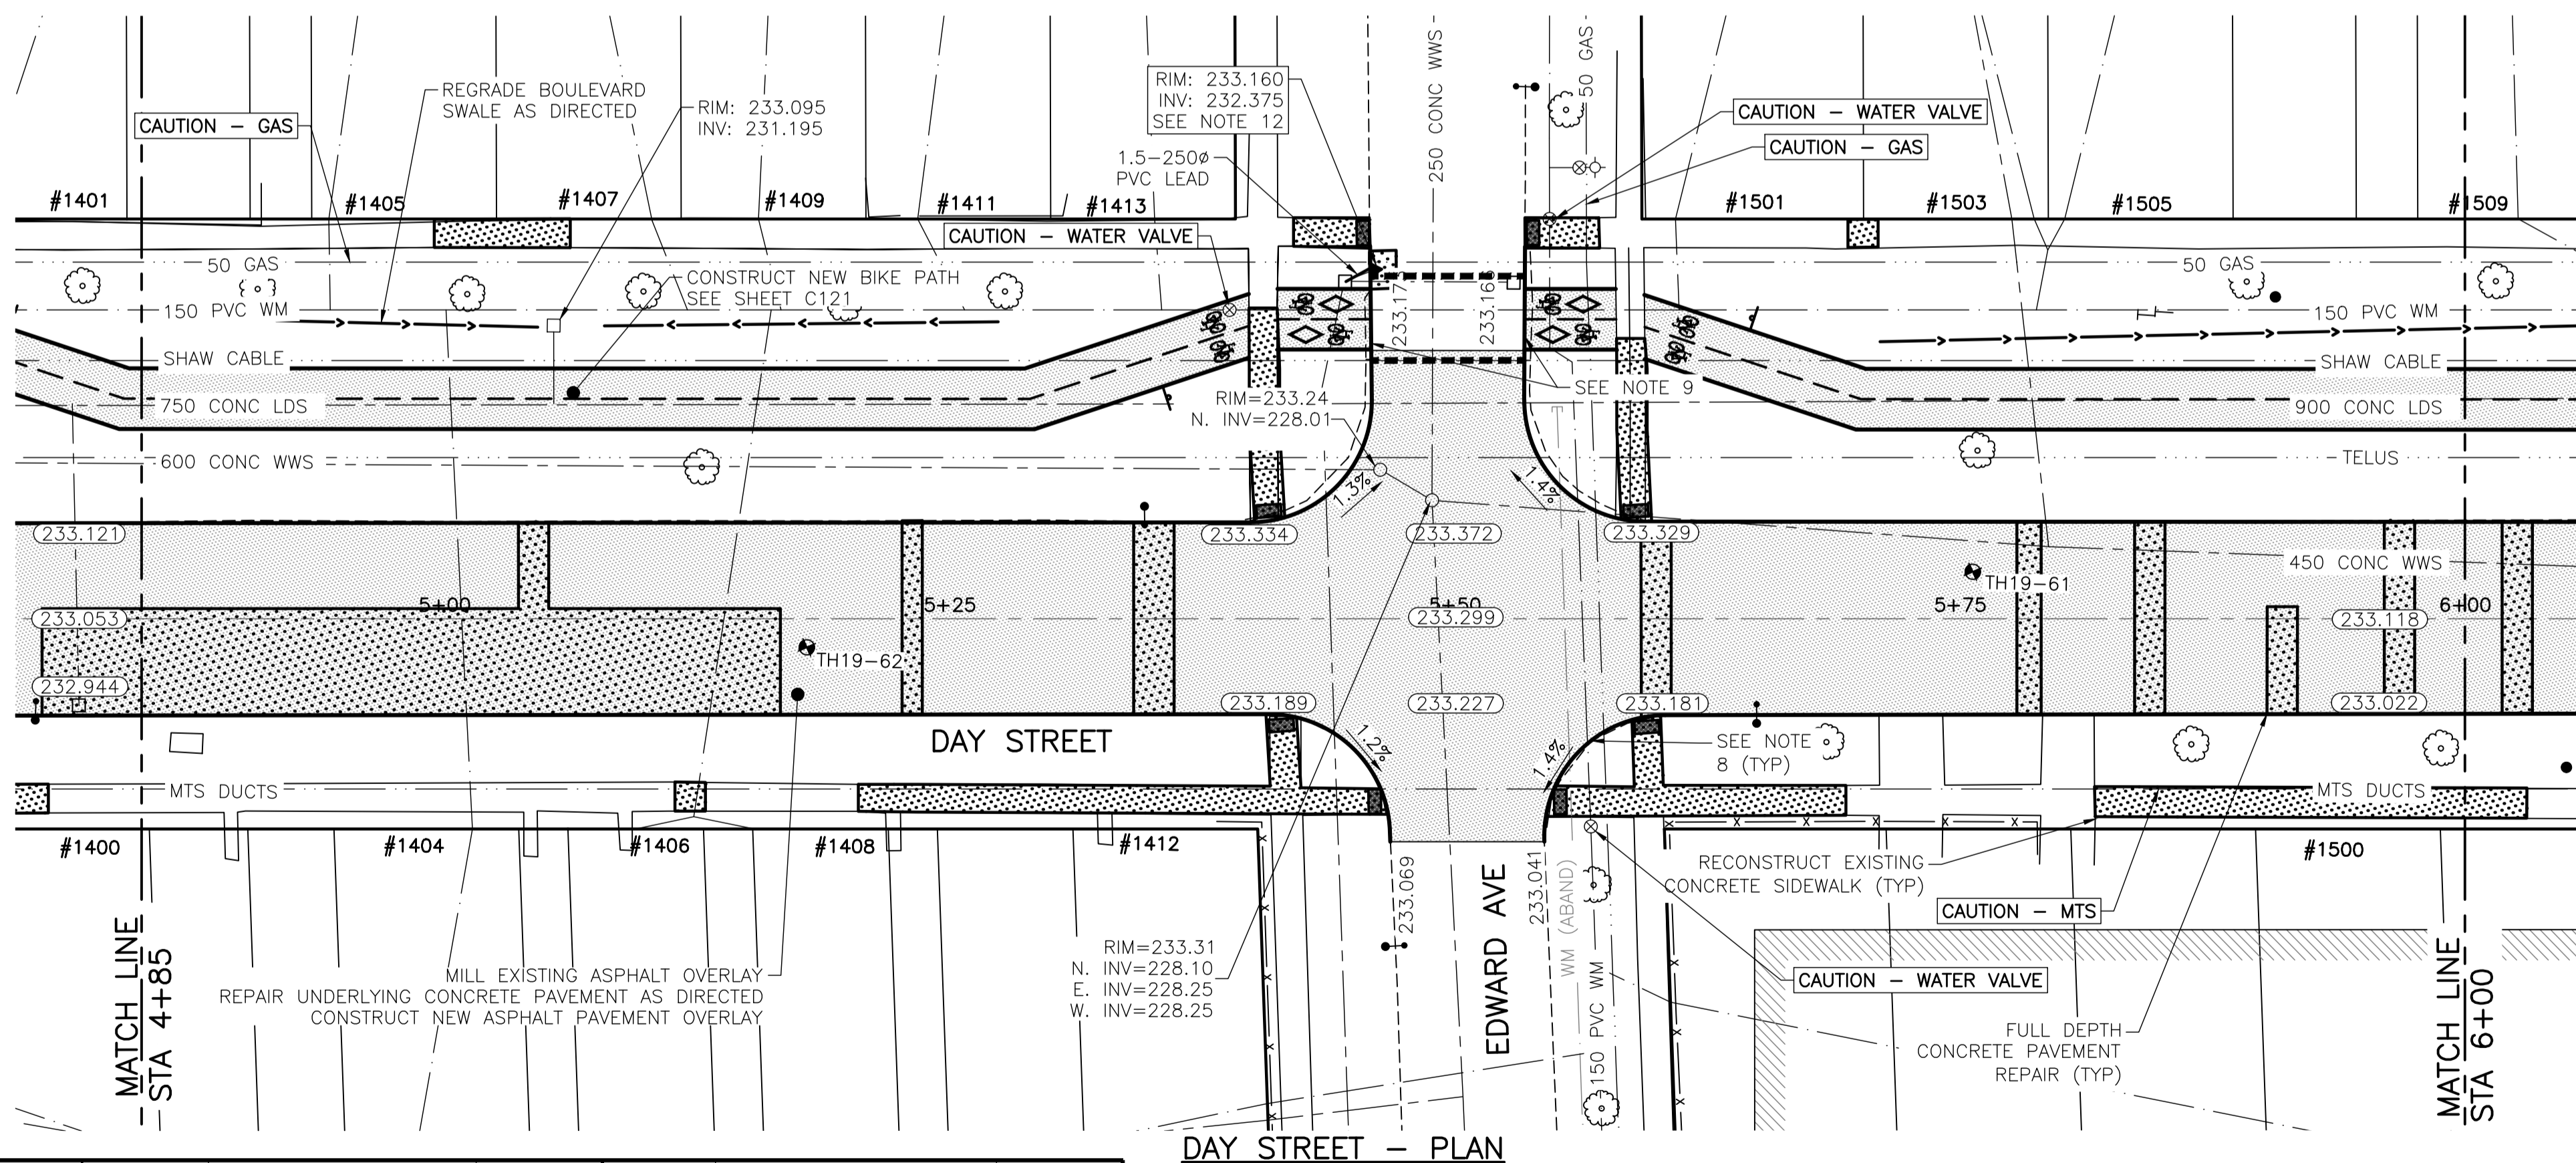 REGRADE BOULEVARD
SWALE AS DIRECTED
CAUTION – GAS
RIM: 233.095
INV: 231.195
RIM: 233.160
INV: 232.375
SEE NOTE 12
1.5–250ø
PVC LEAD
250 CONC WWS
50 GAS
CAUTION – WATER VALVE
CAUTION – GAS
#1401
#1405
#1407
#1409
#1411
#1413
#1501
#1503
#1505
#1509
CAUTION – WATER VALVE
50 GAS
CONSTRUCT NEW BIKE PATH
SEE SHEET C121
150 PVC WM
SHAW CABLE
750 CONC LDS
600 CONC WWS
233.165
50 GAS
150 PVC WM
SHAW CABLE
900 CONC LDS
TELUS
SEE NOTE 9
RIM=233.24
N. INV=228.01
1.3%
1.4%
233.121
233.334
233.372
233.329
450 CONC WWS
TH19–61
5+00
5+25
5+50
5+75
6+00
233.053
233.299
233.118
TH19–62
232.944
233.189
233.227
233.181
233.022
DAY STREET
1.2%
1.4%
SEE NOTE
8 (TYP)
MTS DUCTS
MTS DUCTS
#1400
#1404
#1406
#1408
#1412
#1500
RECONSTRUCT EXISTING
CONCRETE SIDEWALK (TYP)
CAUTION – MTS
233.069
EDWARD AVE
233.041
WM (ABAND)
150 PVC WM
RIM=233.31
N. INV=228.10
E. INV=228.25
W. INV=228.25
MILL EXISTING ASPHALT OVERLAY
REPAIR UNDERLYING CONCRETE PAVEMENT AS DIRECTED
CONSTRUCT NEW ASPHALT PAVEMENT OVERLAY
CAUTION – WATER VALVE
FULL DEPTH
CONCRETE PAVEMENT
REPAIR (TYP)
MATCH LINE
STA 4+85
MATCH LINE
STA 6+00
DAY STREET – PLAN